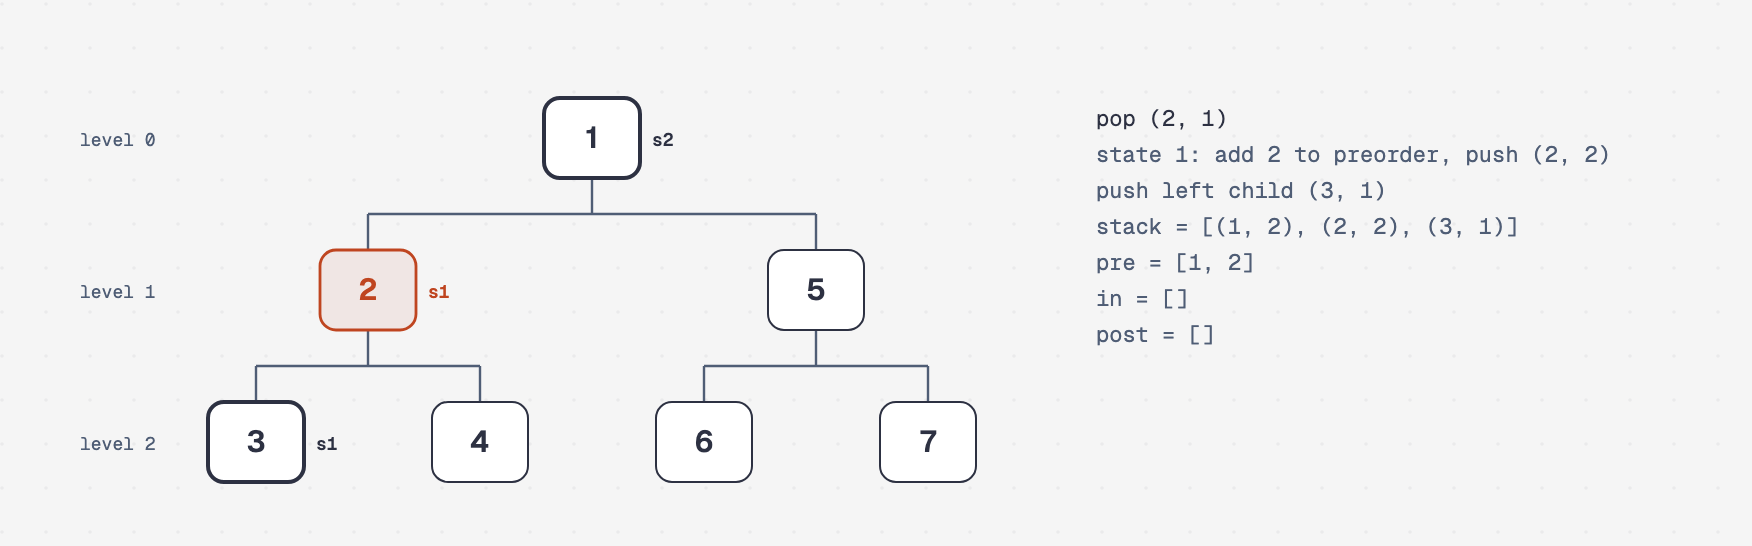 level 0
1
s2
level 1
2
s1
5
level 2
3
s1
4
6
7
pop (2, 1)
state 1: add 2 to preorder, push (2, 2)
push left child (3, 1)
stack = [(1, 2), (2, 2), (3, 1)]
pre = [1, 2]
in = []
post = []